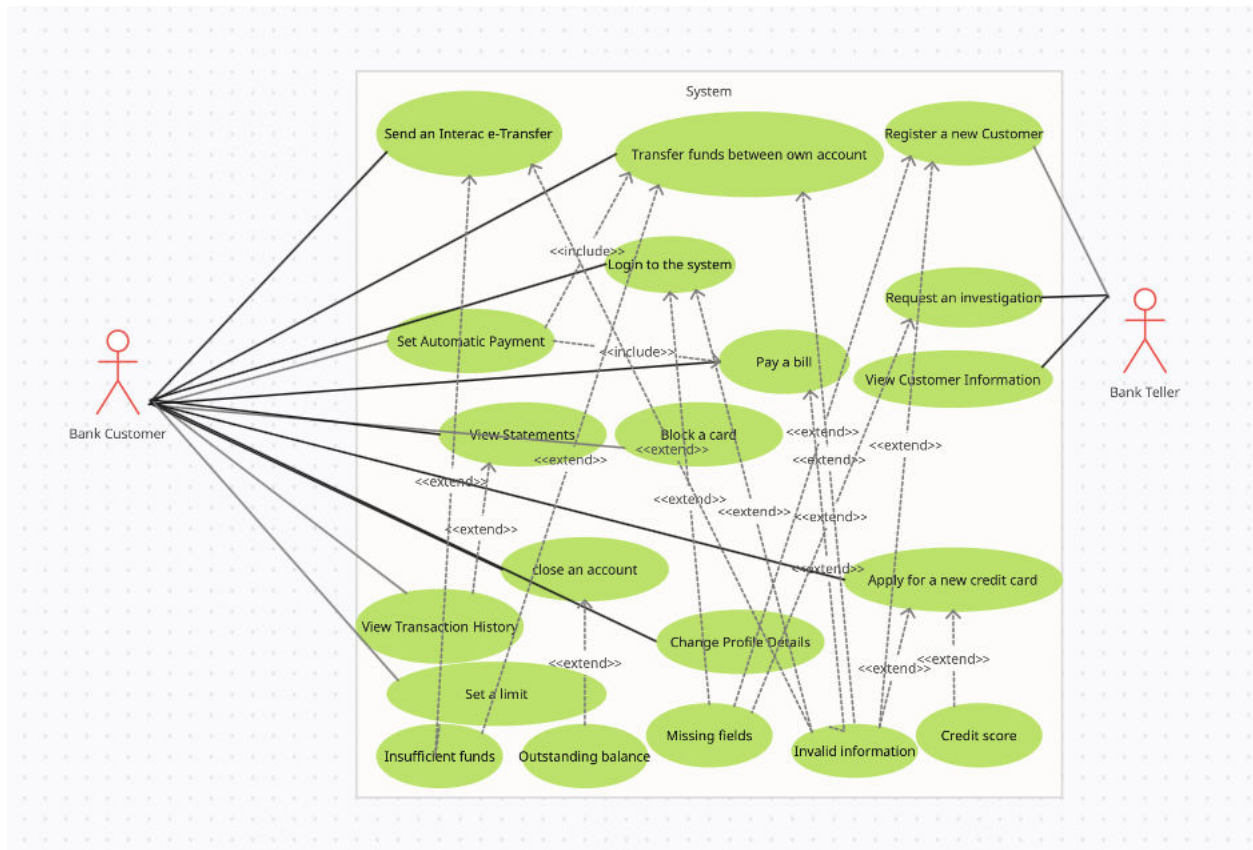 System
Send an Interac e-Transfer
Transfer funds between own account
Register a new Customer
<<include>>
Login to the system
Request an investigation
Set Automatic Payment
<<include>>
Pay a bill
View Customer Information
Bank Customer
Bank Teller
View Statements
Block a card
<<extend>>
<<extend>>
<<extend>>
<<extend>>
<<extend>>
<<extend>>
<<extend>>
<<extend>>
<<extend>>
<<extend>>
close an account
<<extend>>
Apply for a new credit card
View Transaction History
Change Profile Details
<<extend>>
<<extend>>
<<extend>>
Set a limit
Insufficient funds
Outstanding balance
Missing fields
Invalid information
Credit score